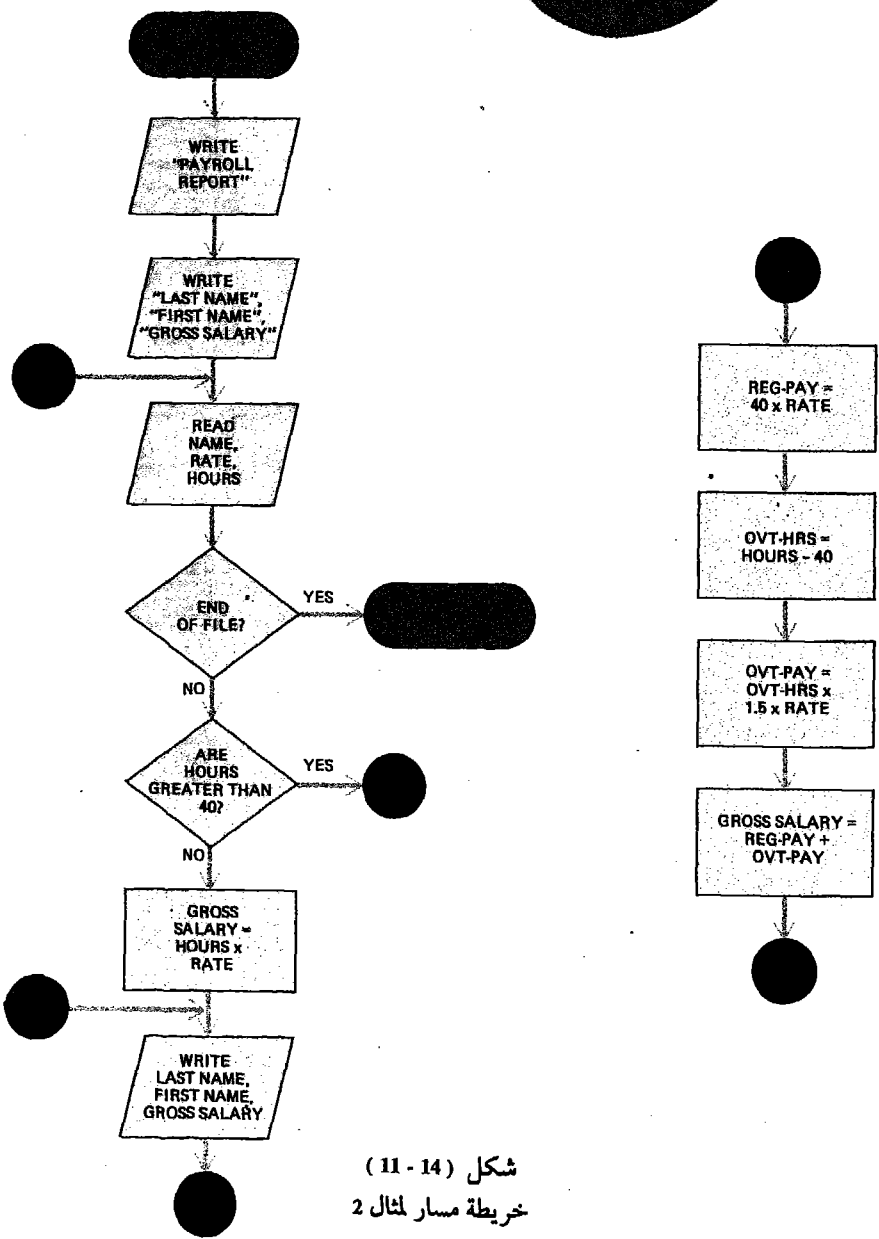 WRITE
"PAYROLL
REPORT"
WRITE
"LAST NAME",
"FIRST NAME",
"GROSS SALARY"
READ
NAME,
RATE,
HOURS
END
OF FILE?
YES
NO
ARE
HOURS
GREATER THAN
40?
YES
NO
GROSS
SALARY =
HOURS x
RATE
WRITE
LAST NAME,
FIRST NAME,
GROSS SALARY
REG-PAY =
40 x RATE
OVT-HRS =
HOURS - 40
OVT-PAY =
OVT-HRS x
1.5 x RATE
GROSS SALARY =
REG-PAY +
OVT-PAY
شكل (14 - 11)
خريطة مسار لمثال 2